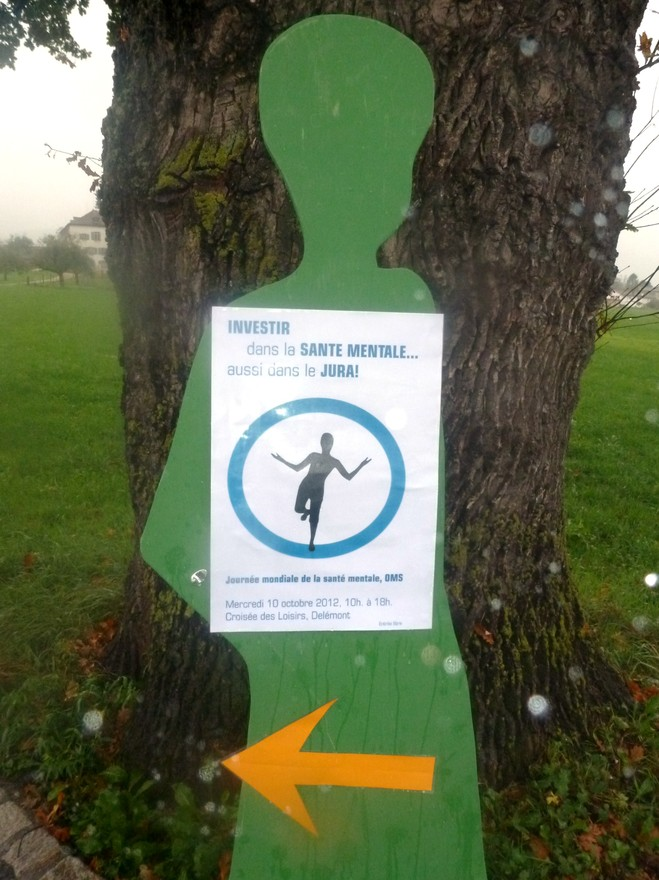 INVESTIR
dans la SANTE MENTALE...
aussi dans le JURA!
Journée mondiale de la santé mentale, OMS
Mercredi 10 octobre 2012, 10h. à 18h.
Croisée des Loisirs, Delémont